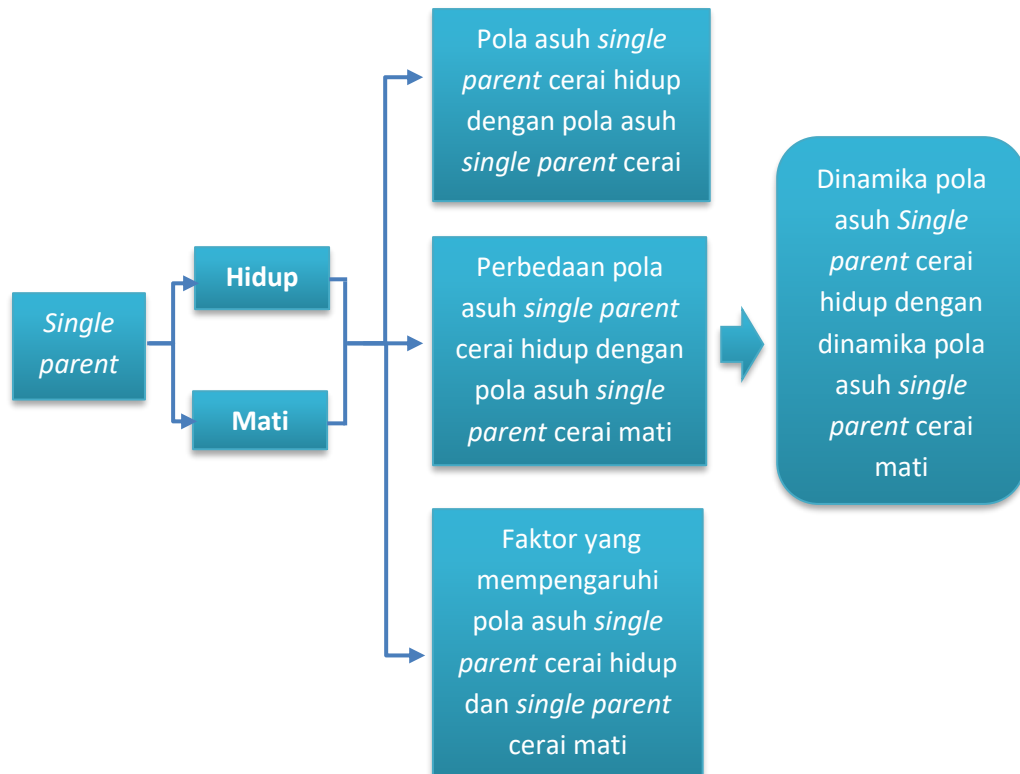 Single
parent
Hidup
Mati
Pola asuh single
parent cerai hidup
dengan pola asuh
single parent cerai
Perbedaan pola
asuh single parent
cerai hidup dengan
pola asuh single
parent cerai mati
Faktor yang
mempengaruhi
pola asuh single
parent cerai hidup
dan single parent
cerai mati
Dinamika pola
asuh Single
parent cerai
hidup dengan
dinamika pola
asuh single
parent cerai
mati